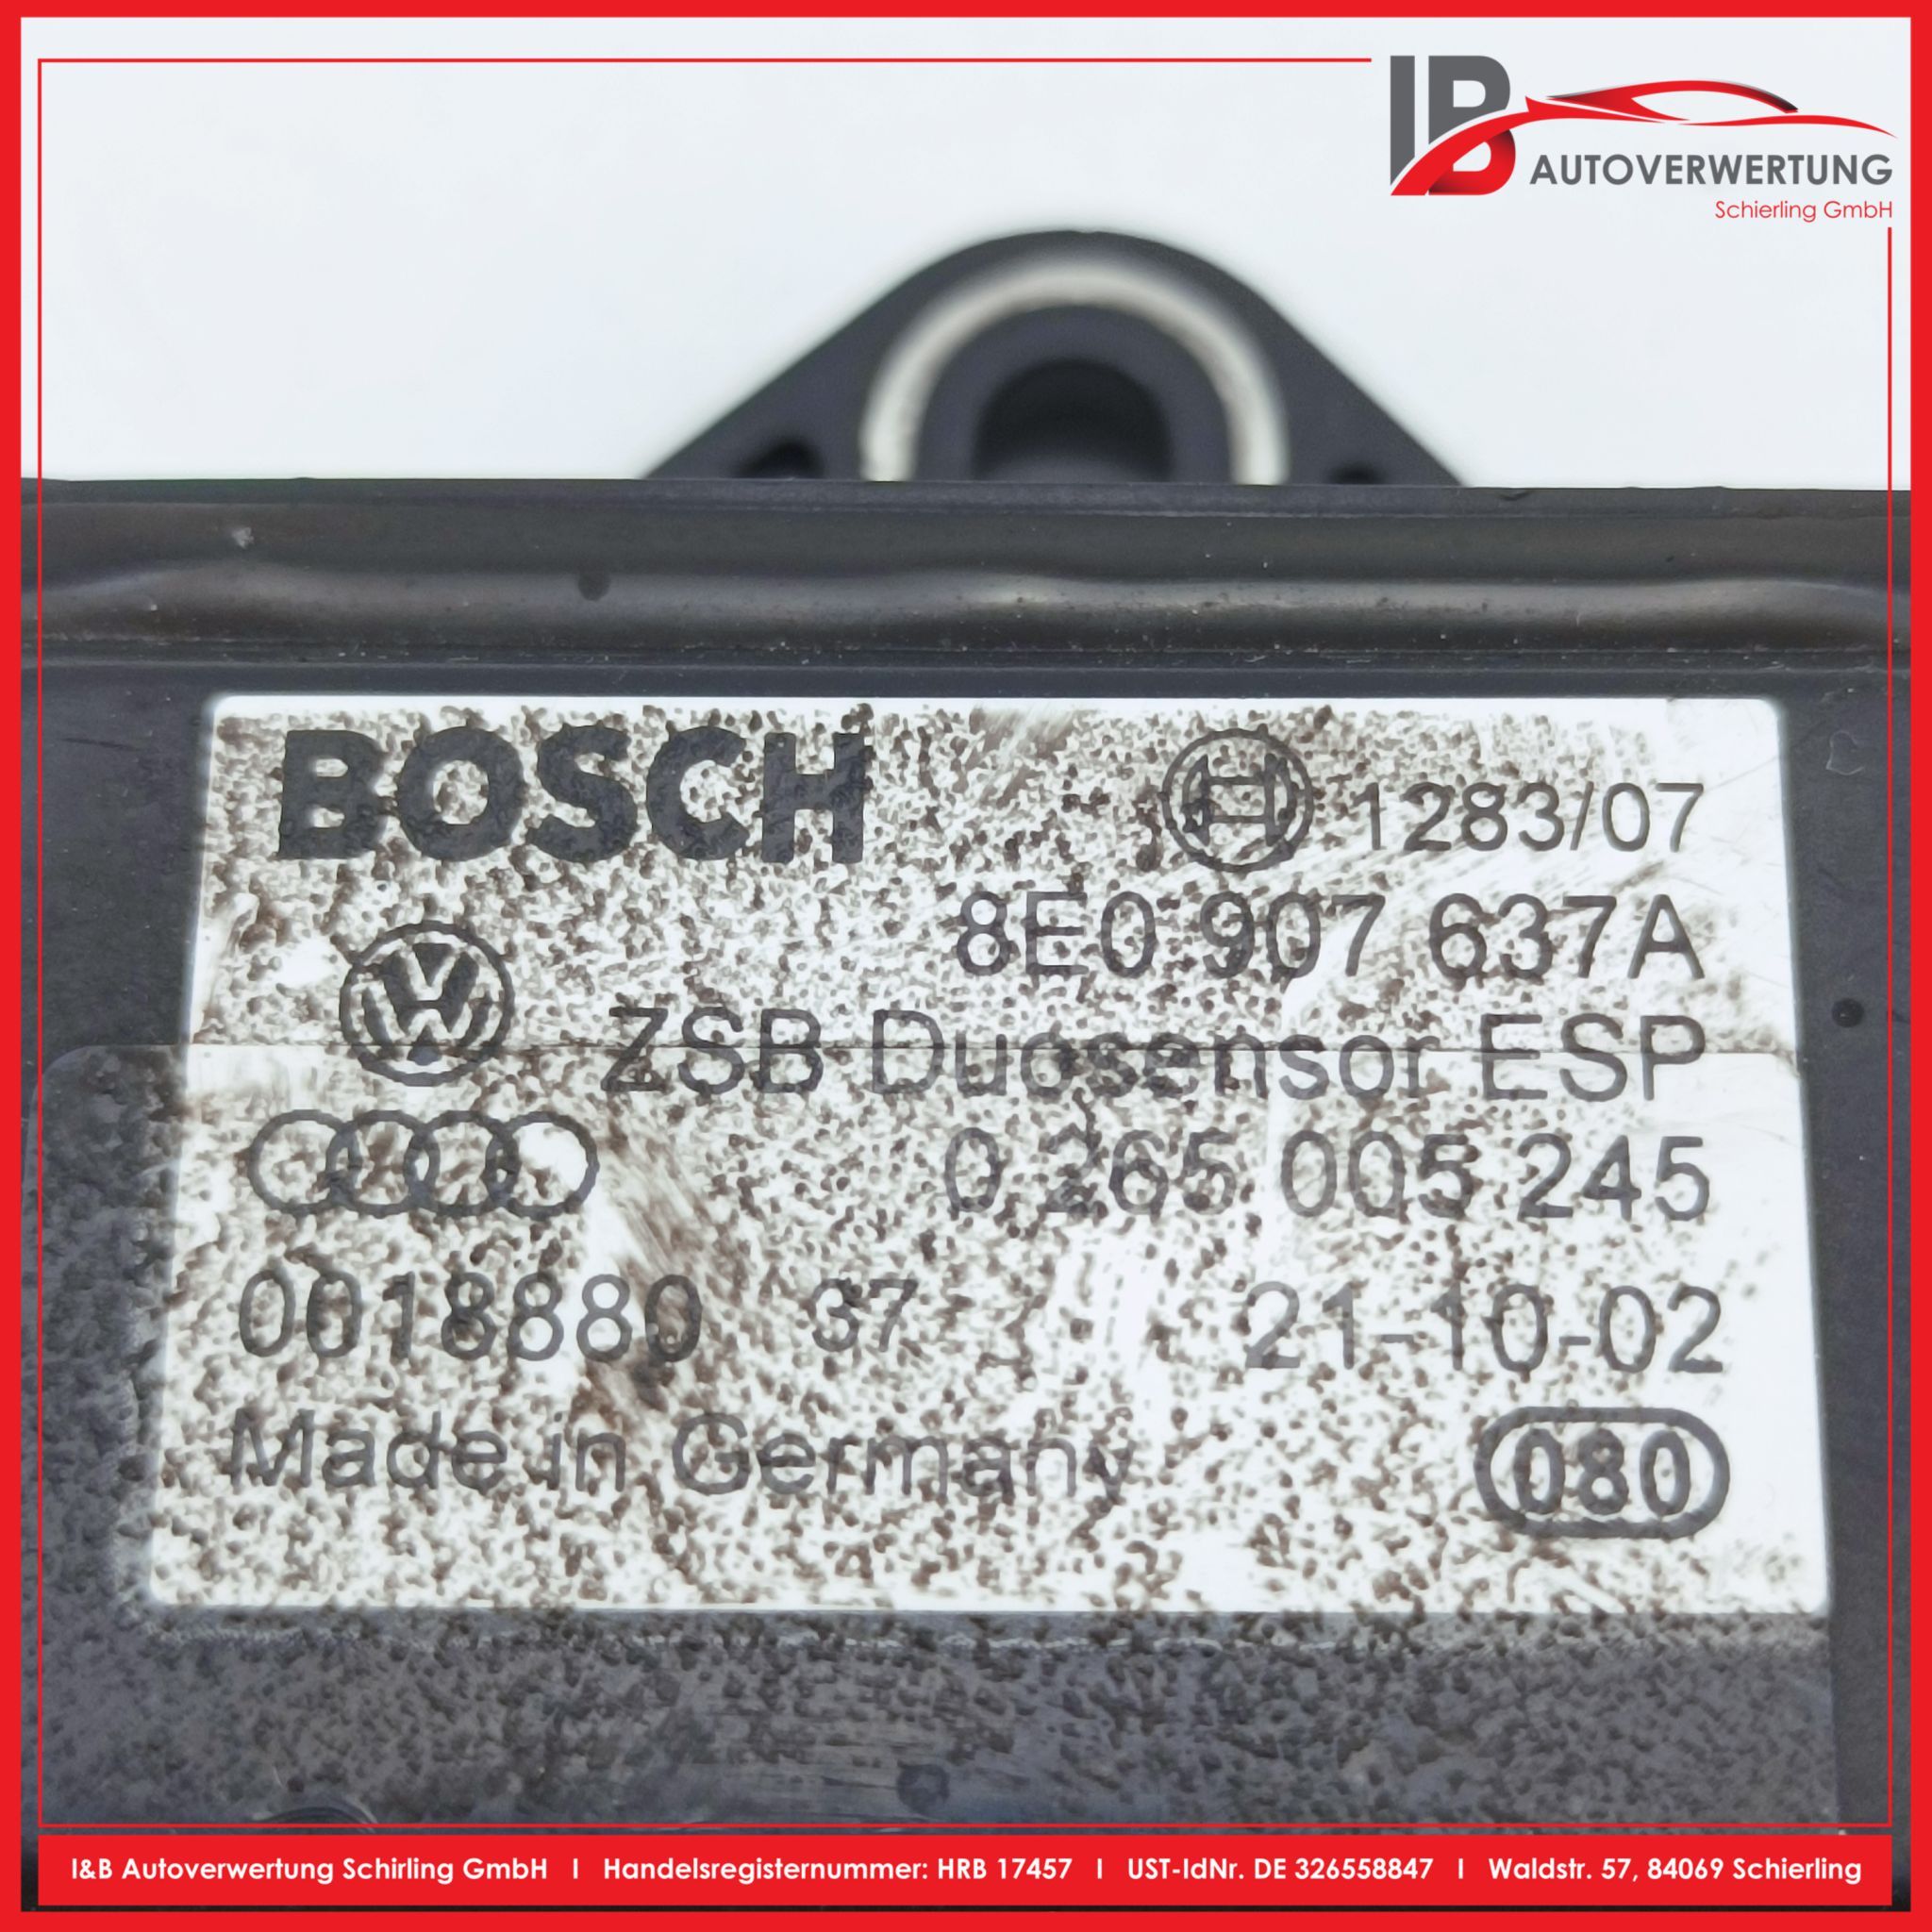 IB
AUTOVERWERTUNG
Schierling GmbH
BOSCH 1283/07
8E0 907 637A
ZSB Duosensor ESP
0 265 005 245
0018880 37 21-10-02
Made in Germany 080
I&B Autoverwertung Schirling GmbH I Handelsregisternummer: HRB 17457 I UST-IdNr. DE 326558847 I Waldstr. 57, 84069 Schierling